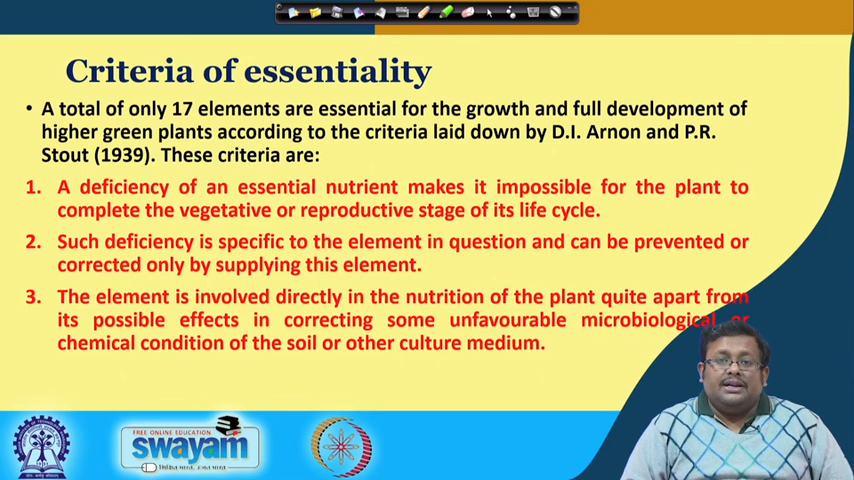 Criteria of essentiality
• A total of only 17 elements are essential for the growth and full development of
higher green plants according to the criteria laid down by D.I. Arnon and P.R.
Stout (1939). These criteria are:
1. A deficiency of an essential nutrient makes it impossible for the plant to
complete the vegetative or reproductive stage of its life cycle.
2. Such deficiency is specific to the element in question and can be prevented or
corrected only by supplying this element.
3. The element is involved directly in the nutrition of the plant quite apart from
its possible effects in correcting some unfavourable microbiological or
chemical condition of the soil or other culture medium.
FREE ONLINE EDUCATION
swayam